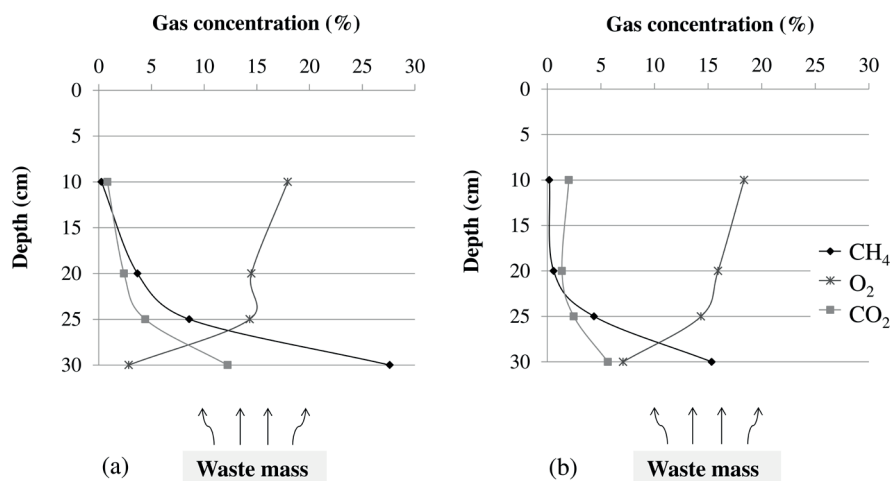 Gas concentration (%)
0 5 10 15 20 25 30
0
5
10
15
20
25
30
Depth (cm)
(a)
Waste mass
Gas concentration (%)
0 5 10 15 20 25 30
0
5
10
15
20
25
30
Depth (cm)
CH₄
O₂
CO₂
(b)
Waste mass